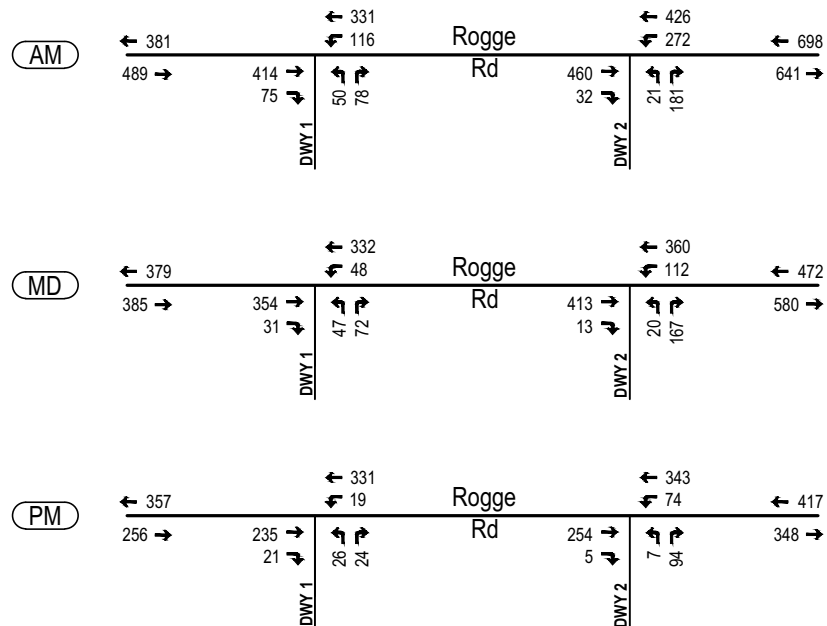 331 426
381 116 Rogge 272 698
AM
489 414 Rd 460 641
75 50 78 32 21 181
DWY 1 DWY 2
332 360
379 48 Rogge 112 472
MD
385 354 Rd 413 580
31 47 72 13 20 167
DWY 1 DWY 2
331 343
357 19 Rogge 74 417
PM
256 235 Rd 254 348
21 26 24 5 7 94
DWY 1 DWY 2